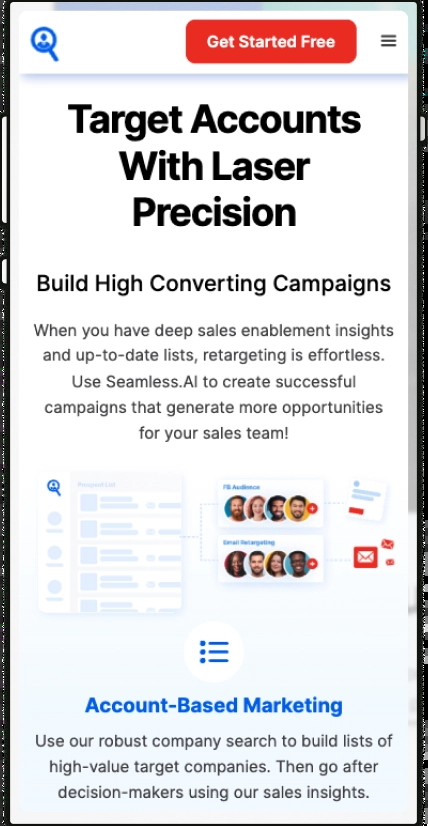 Get Started Free
Target Accounts
With Laser
Precision
Build High Converting Campaigns
When you have deep sales enablement insights
and up-to-date lists, retargeting is effortless.
Use Seamless.AI to create successful
campaigns that generate more opportunities
for your sales team!
Prospect List
FB Audience
Email Retargeting
Account-Based Marketing
Use our robust company search to build lists of
high-value target companies. Then go after
decision-makers using our sales insights.